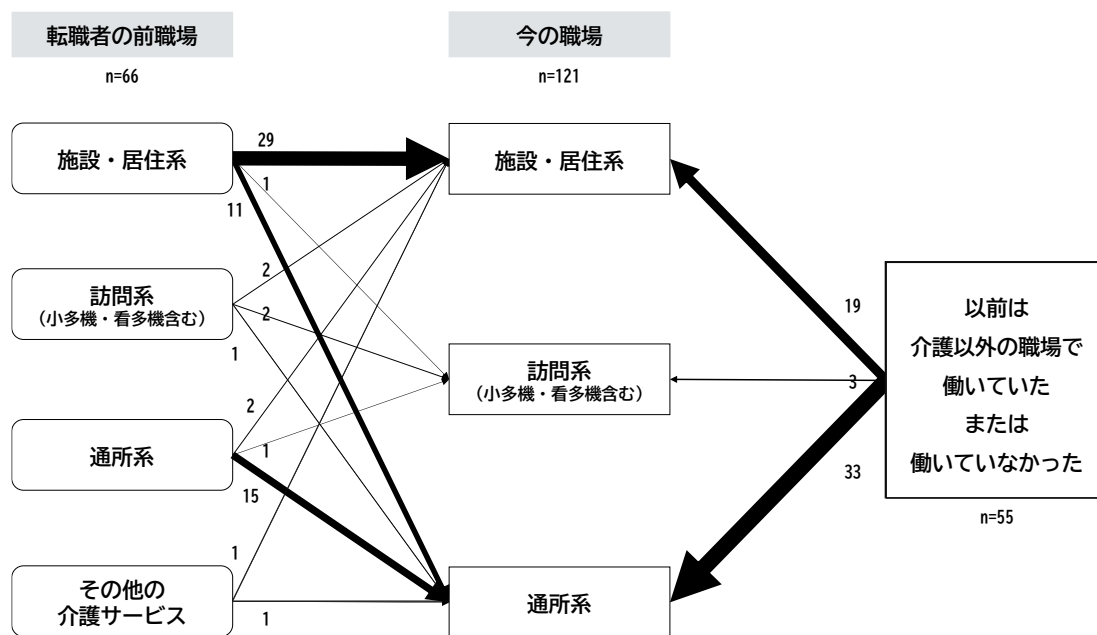 転職者の前職場
n=66
今の職場
n=121
施設・居住系
訪問系
（小多機・看多機含む）
通所系
その他の
介護サービス
29
1
11
2
2
1
2
1
15
1
1
施設・居住系
訪問系
（小多機・看多機含む）
通所系
19
3
33
以前は
介護以外の職場で
働いていた
または
働いていなかった
n=55